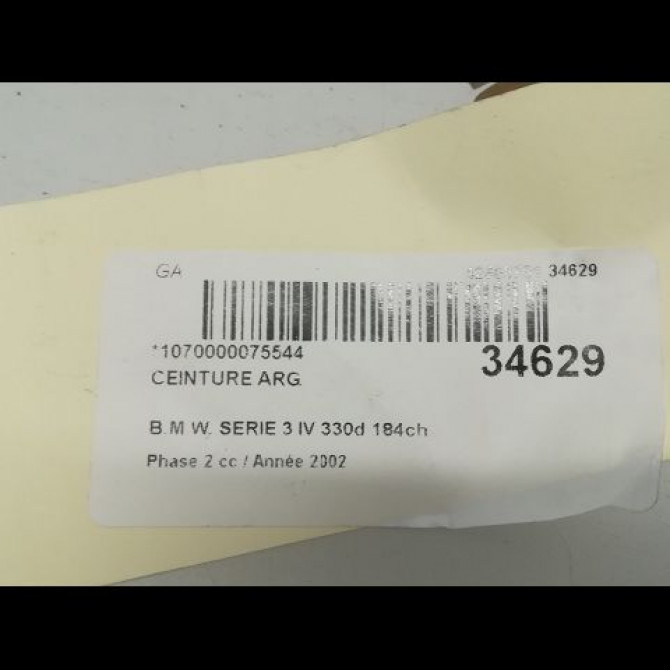 GA 34629
*1070000075544
34629
CEINTURE ARG.
B.M.W. SERIE 3 IV 330d 184ch
Phase 2 cc / Année 2002